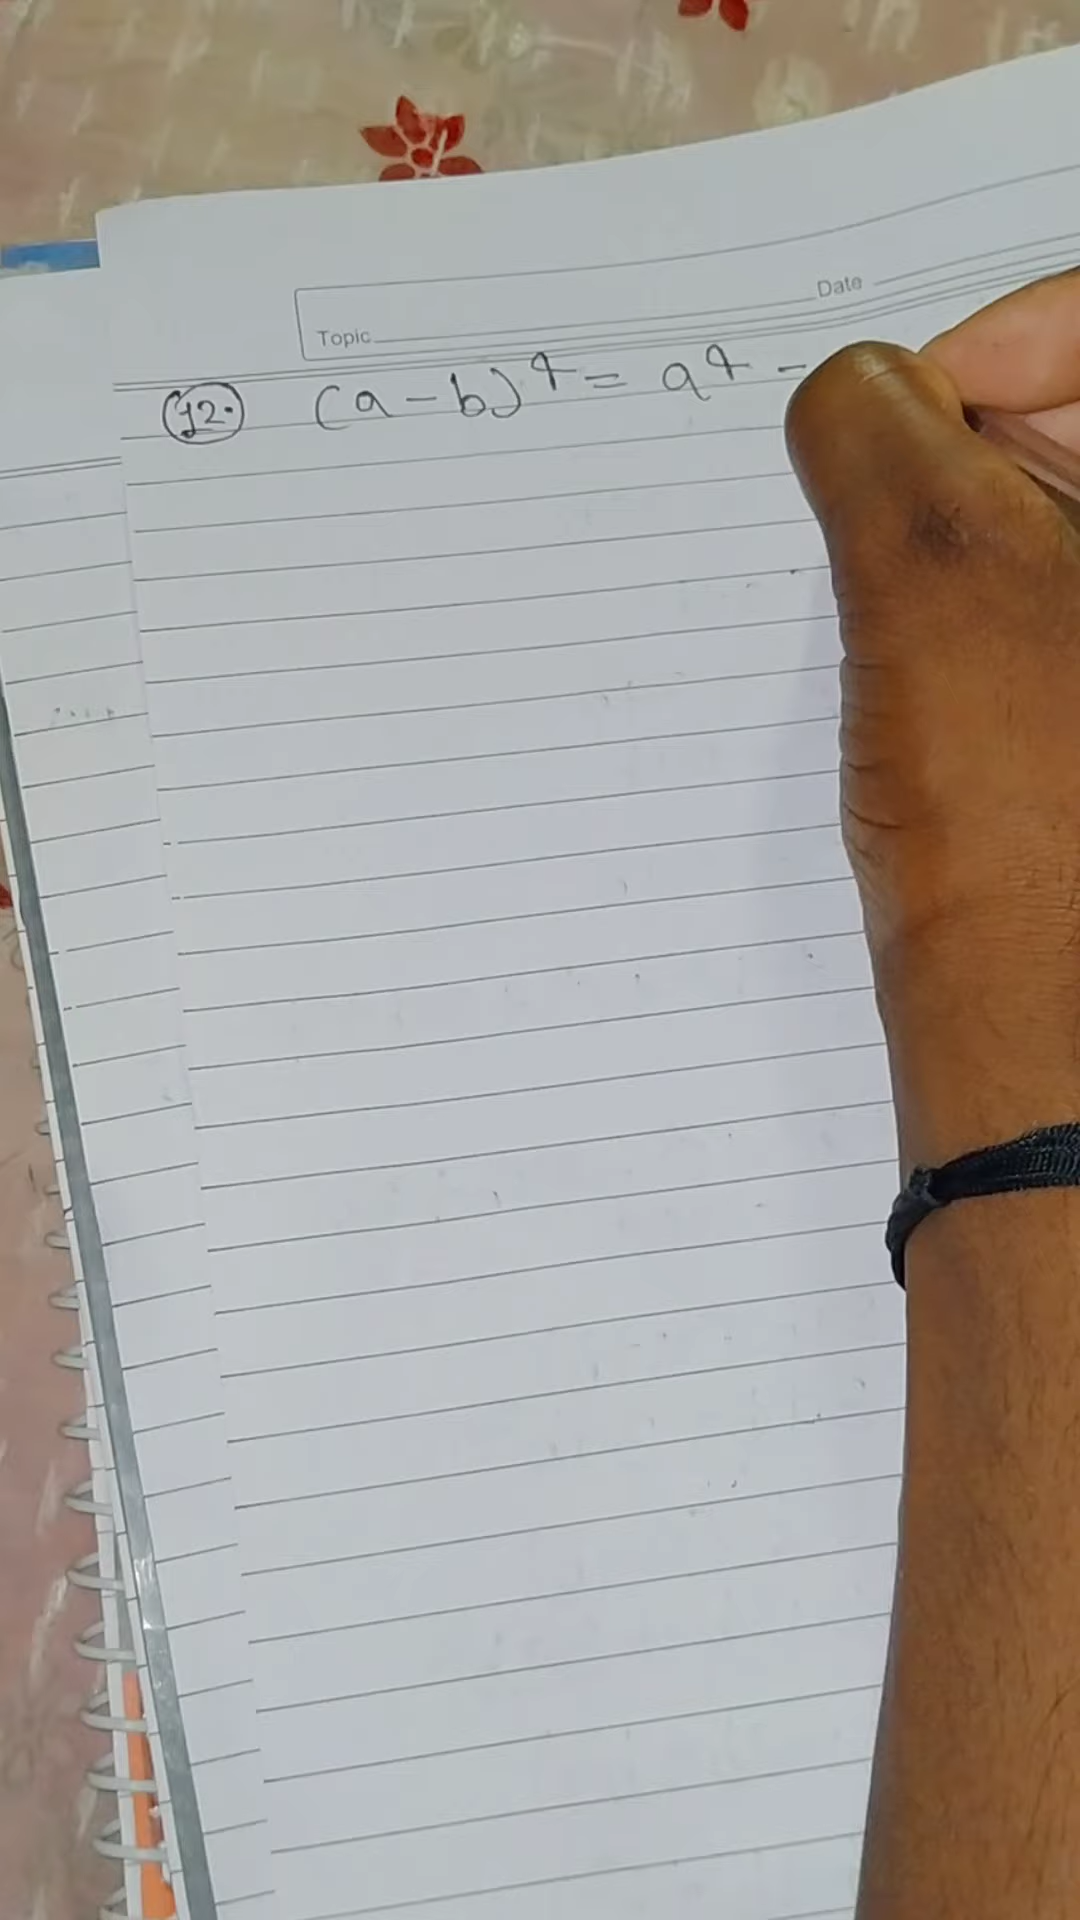 Topic Date
12. (a - b)⁴ = a⁴ -